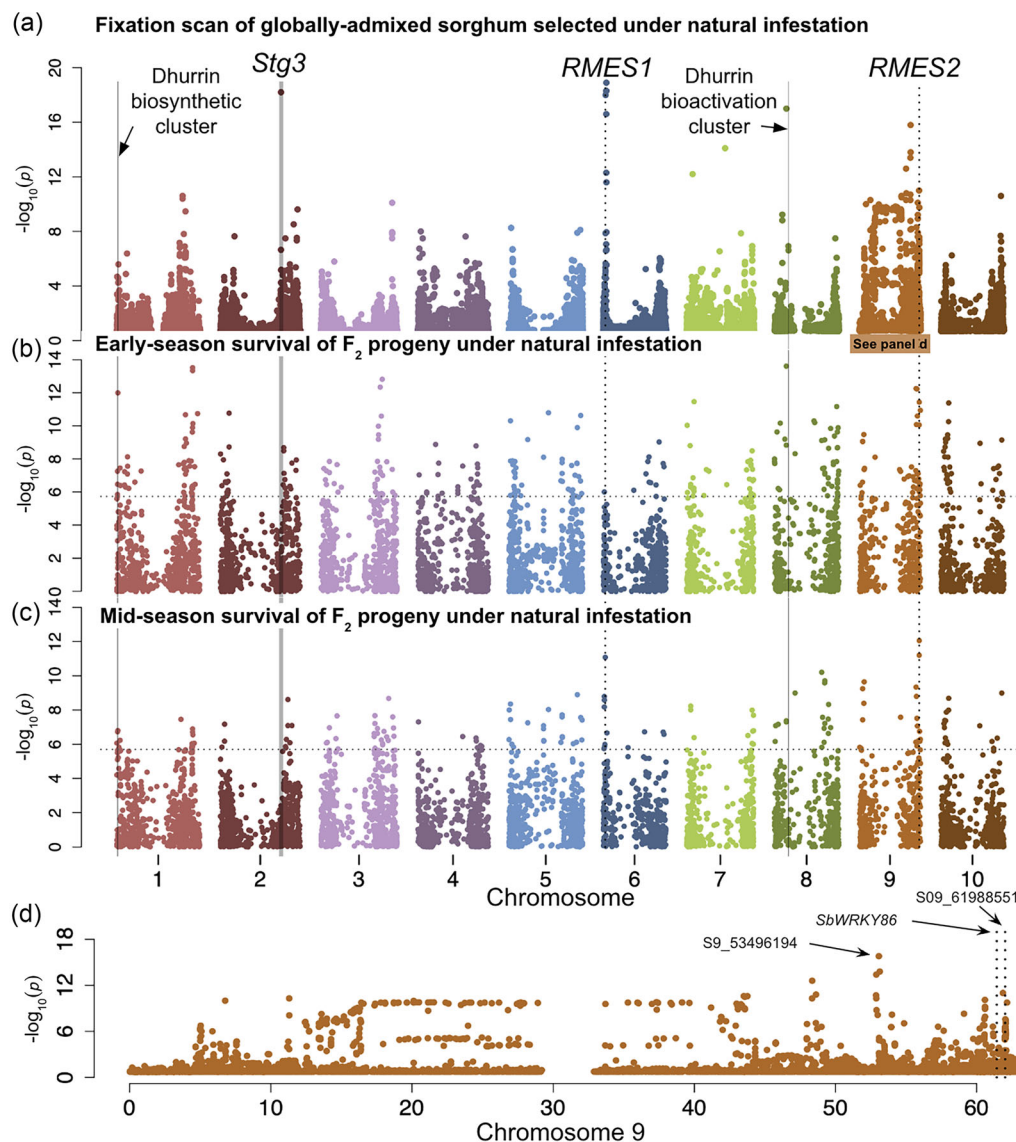 (a) Fixation scan of globally-admixed sorghum selected under natural infestation
Dhurrin
biosynthetic
cluster
Stg3
RMES1
Dhurrin
bioactivation
cluster
RMES2
20
16
12
8
4
0
-log10(p)
See panel d
(b) Early-season survival of F2 progeny under natural infestation
14
12
10
8
6
4
2
0
-log10(p)
(c) Mid-season survival of F2 progeny under natural infestation
14
12
10
8
6
4
2
0
-log10(p)
1 2 3 4 5 6 7 8 9 10
Chromosome
(d)
S09_61988551
SbWRKY86
S9_53496194
18
12
6
0
-log10(p)
0 10 20 30 40 50 60
Chromosome 9